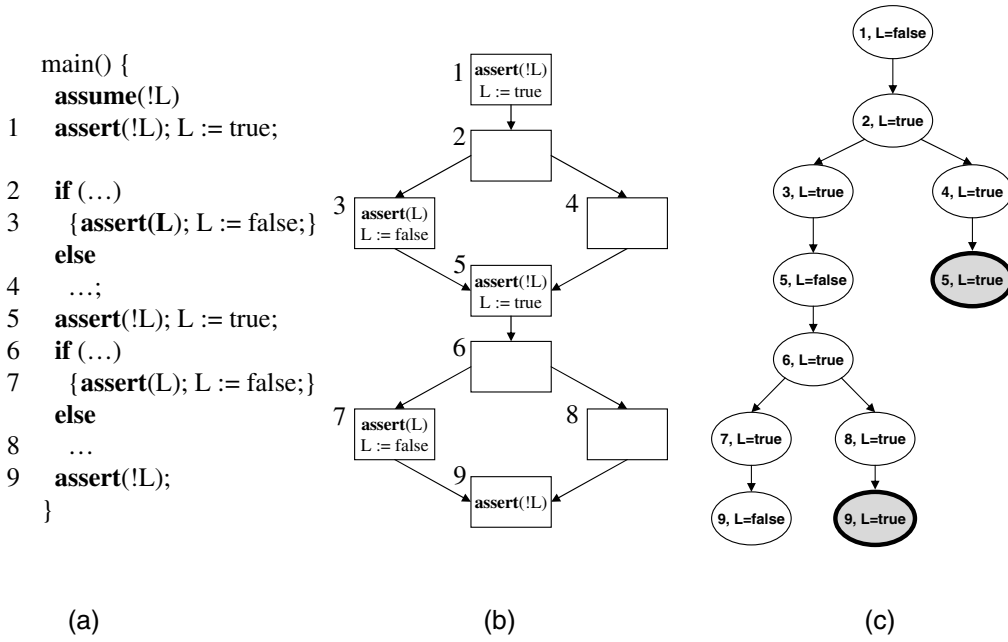 main() {
assume(!L)
1 assert(!L); L := true;
2 if (…)
3 {assert(L); L := false;}
else
4 …;
5 assert(!L); L := true;
6 if (…)
7 {assert(L); L := false;}
else
8 …
9 assert(!L);
}
(a)
1
assert(!L)
L := true
2
3
assert(L)
L := false
4
5
assert(!L)
L := true
6
7
assert(L)
L := false
8
9
assert(!L)
(b)
1, L=false
2, L=true
3, L=true
4, L=true
5, L=false
5, L=true
6, L=true
7, L=true
8, L=true
9, L=false
9, L=true
(c)